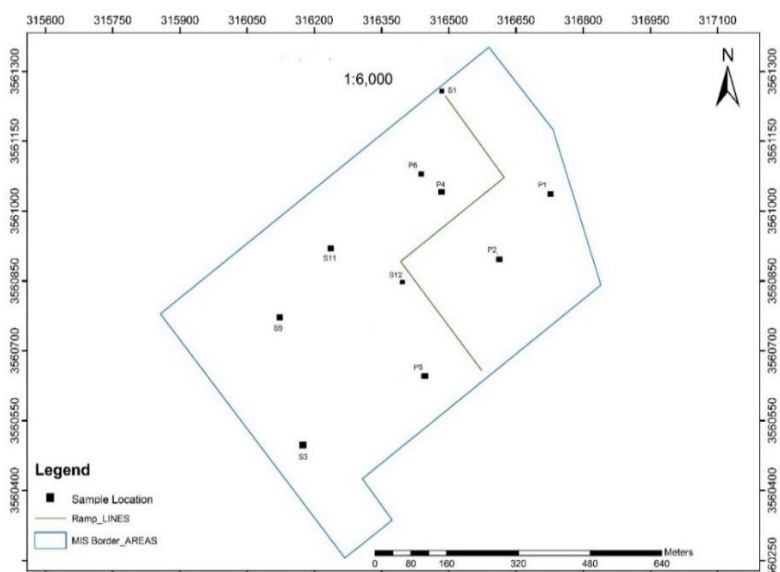 315600 315750 315900 316050 316200 316350 316500 316650 316800 316950 317100
3561300
3561150
3561000
3560850
3560700
3560550
3560400
60250
N
1:6,000
S1
P6
P4
P1
S11
P2
S12
S9
P5
S3
Legend
Sample Location
Ramp_LINES
MIS Border_AREAS
Meters
0 80 160 320 480 640